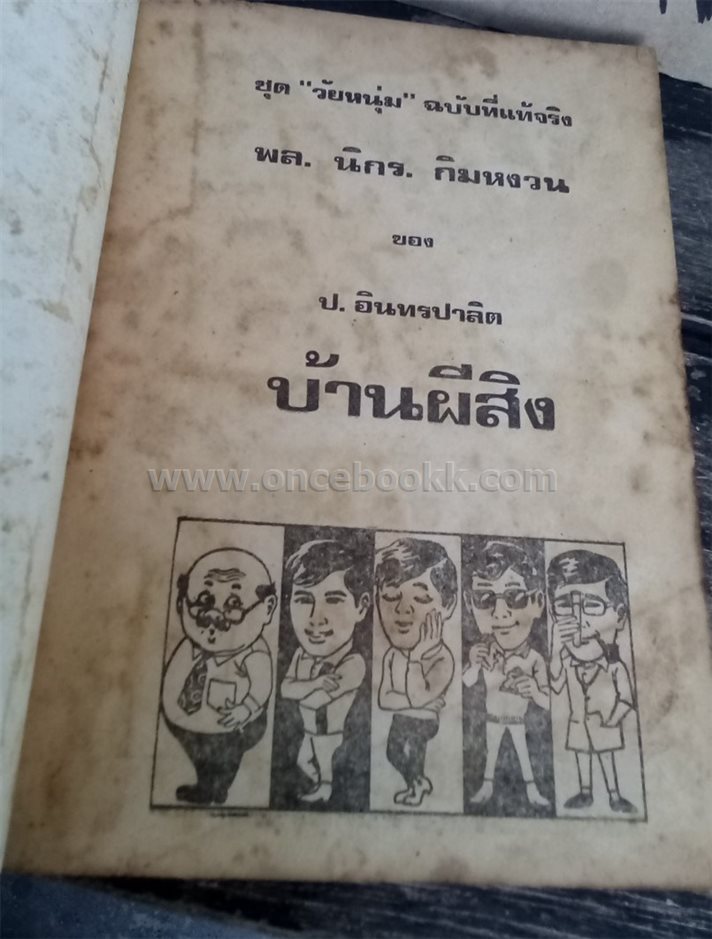 ชุด "วัยหนุ่ม" ฉบับที่แท้จริง
พล. นิกร. กิมหงวน
ของ
ป. อินทรปาลิต
บ้านผีสิง
www.oncebookk.com